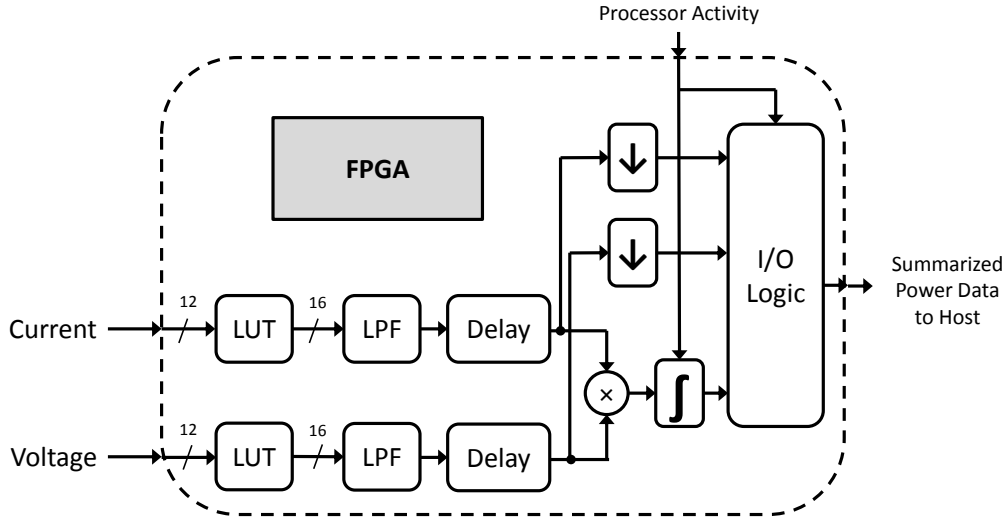 Processor Activity
FPGA
I/O
Logic
Summarized
Power Data
to Host
Current
12
LUT
16
LPF
Delay
×
∫
Voltage
12
LUT
16
LPF
Delay